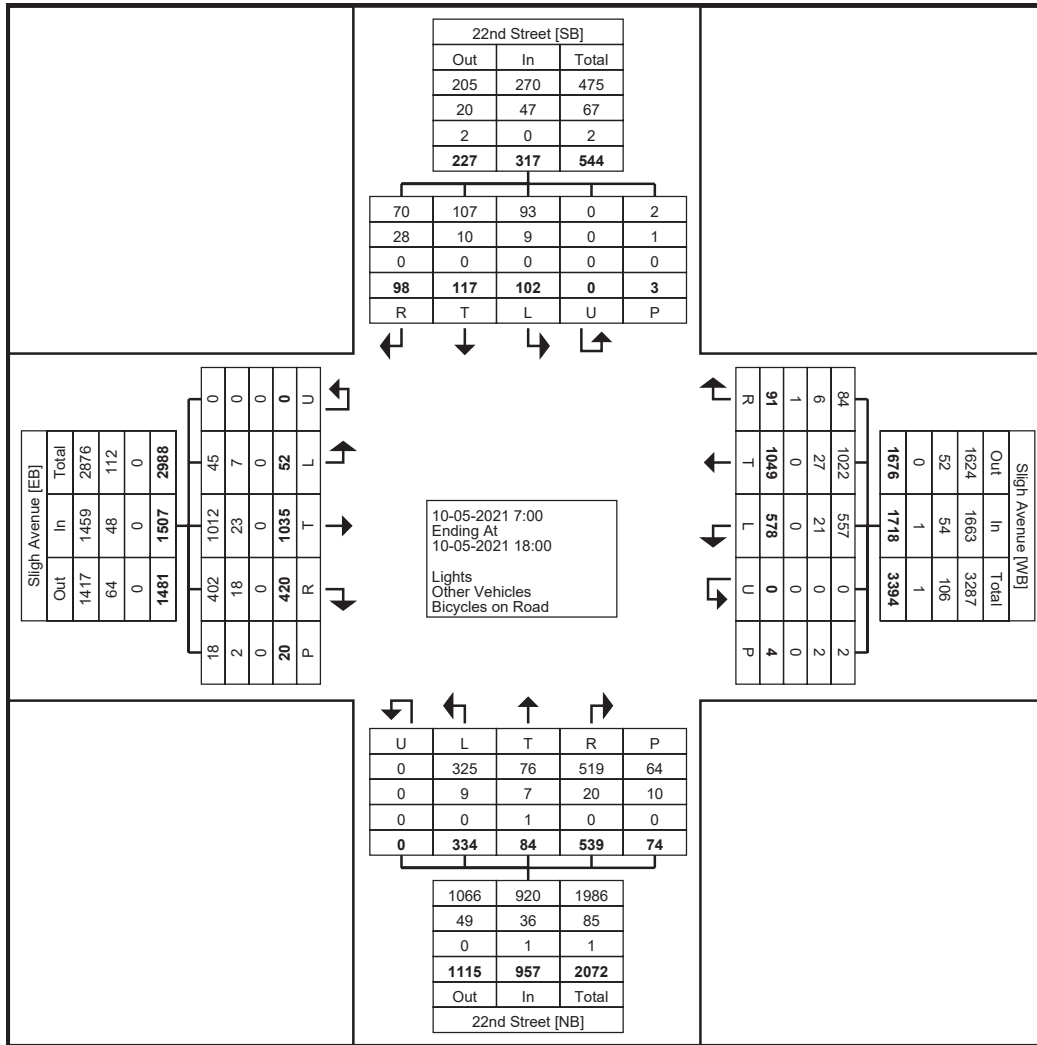 22nd Street [SB]
Out In Total
205 270 475
20 47 67
2 0 2
227 317 544
70 107 93 0 2
28 10 9 0 1
0 0 0 0 0
98 117 102 0 3
R T L U P
Sligh Avenue [EB]
Total In Out
2876 1459 1417
112 48 64
0 0 0
2988 1507 1481
0 45 1012 402 18
0 7 23 18 2
0 0 0 0 0
0 52 1035 420 20
U L T R P
10-05-2021 7:00
Ending At
10-05-2021 18:00
Lights
Other Vehicles
Bicycles on Road
Sligh Avenue [WB]
Out In Total
1624 1663 3287
52 54 106
0 1 1
1676 1718 3394
84 1022 557 0 2
6 27 21 0 2
1 0 0 0 0
91 1049 578 0 4
R T L U P
U L T R P
0 325 76 519 64
0 9 7 20 10
0 0 1 0 0
0 334 84 539 74
1066 920 1986
49 36 85
0 1 1
1115 957 2072
Out In Total
22nd Street [NB]